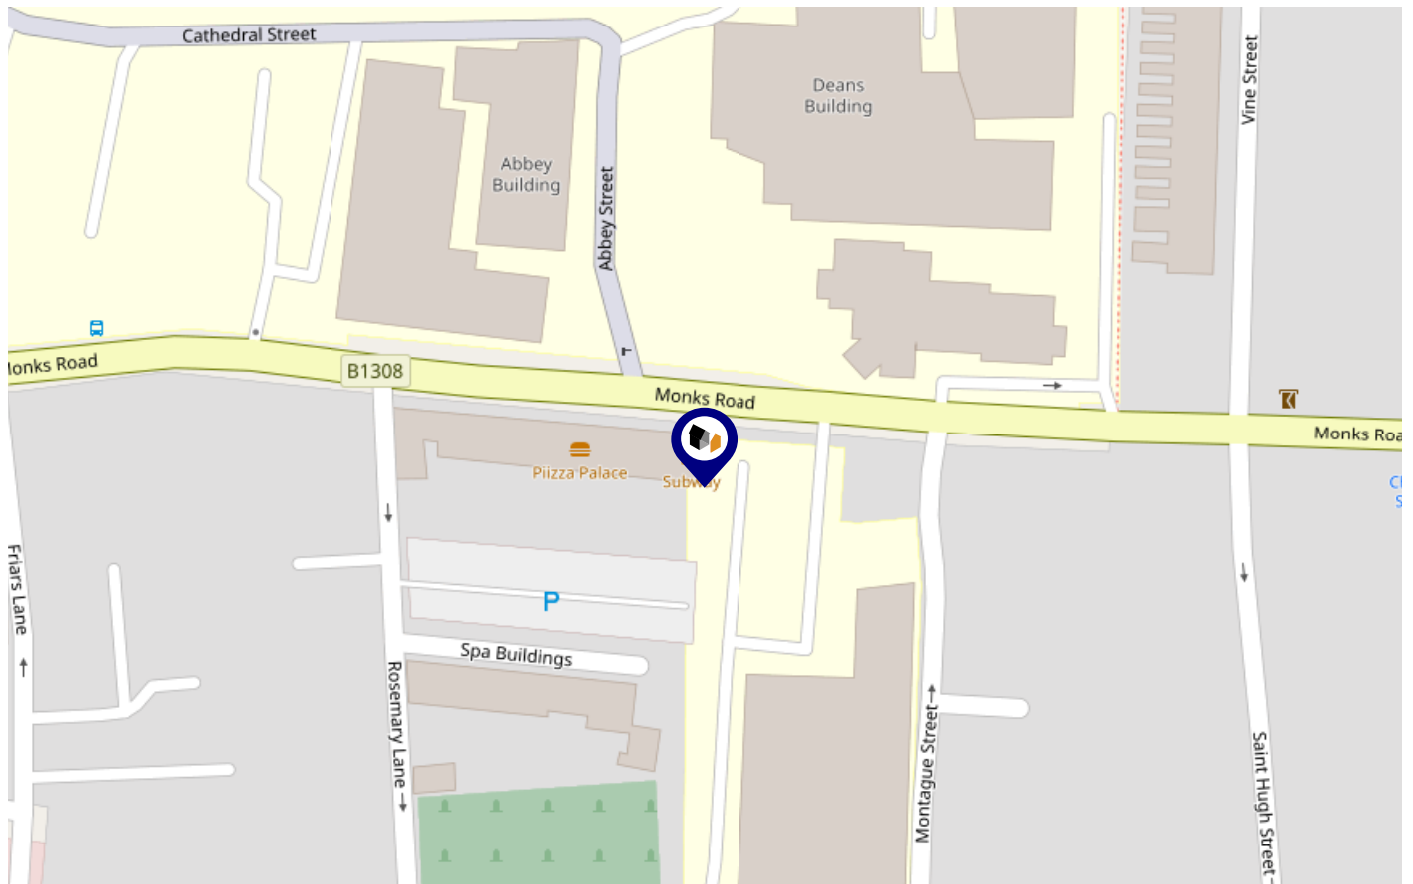 Cathedral Street
Vine Street
Deans
Building
Abbey
Building
Abbey Street
Monks Road
B1308
Monks Road
Monks Roa
Piizza Palace
Subway
Friars Lane
P
Spa Buildings
Rosemary Lane
Montague Street
Saint Hugh Street